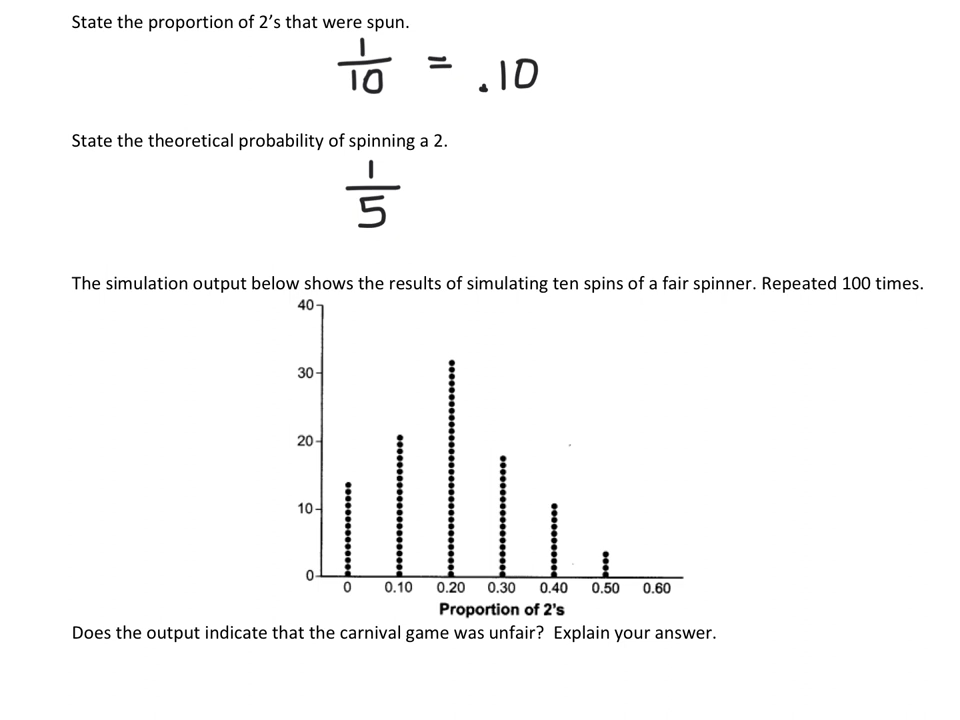 State the proportion of 2’s that were spun.
1/10 = .10
State the theoretical probability of spinning a 2.
1/5
The simulation output below shows the results of simulating ten spins of a fair spinner. Repeated 100 times.
40
30
20
10
0
0 0.10 0.20 0.30 0.40 0.50 0.60
Proportion of 2's
Does the output indicate that the carnival game was unfair? Explain your answer.